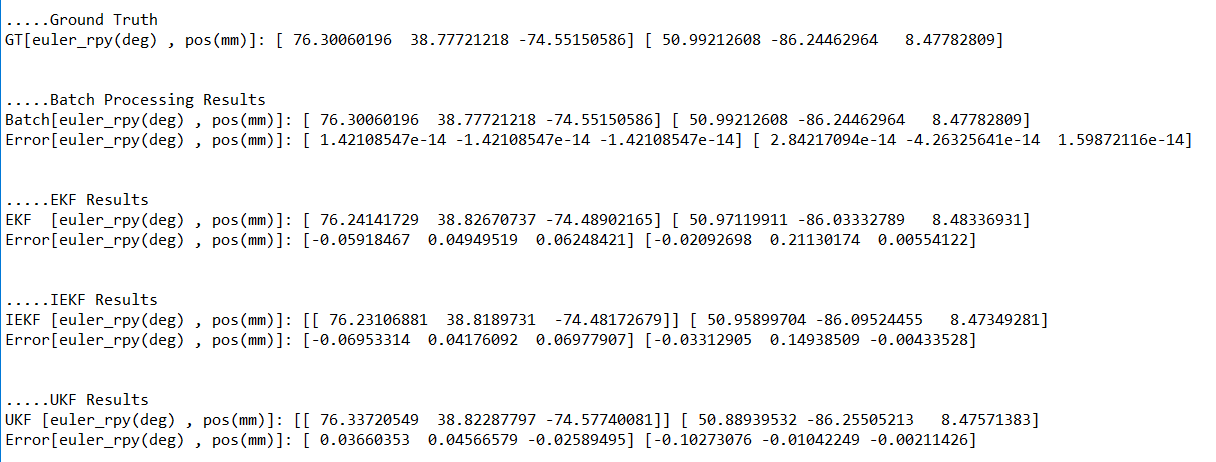 .....Ground Truth
GT[euler_rpy(deg) , pos(mm)]: [ 76.30060196  38.77721218 -74.55150586] [ 50.99212608 -86.24462964   8.47782809]
.....Batch Processing Results
Batch[euler_rpy(deg) , pos(mm)]: [ 76.30060196  38.77721218 -74.55150586] [ 50.99212608 -86.24462964   8.47782809]
Error[euler_rpy(deg) , pos(mm)]: [ 1.42108547e-14 -1.42108547e-14 -1.42108547e-14] [ 2.84217094e-14 -4.26325641e-14  1.59872116e-14]
.....EKF Results
EKF  [euler_rpy(deg) , pos(mm)]: [ 76.24141729  38.82670737 -74.48902165] [ 50.97119911 -86.03332789   8.48336931]
Error[euler_rpy(deg) , pos(mm)]: [-0.05918467  0.04949519  0.06248421] [-0.02092698  0.21130174  0.00554122]
.....IEKF Results
IEKF [euler_rpy(deg) , pos(mm)]: [[ 76.23106881  38.8189731  -74.48172679]] [ 50.95899704 -86.09524455   8.47349281]
Error[euler_rpy(deg) , pos(mm)]: [-0.06953314  0.04176092  0.06977907] [-0.03312905  0.14938509 -0.00433528]
.....UKF Results
UKF [euler_rpy(deg) , pos(mm)]: [[ 76.33720549  38.82287797 -74.57740081]] [ 50.88939532 -86.25505213   8.47571383]
Error[euler_rpy(deg) , pos(mm)]: [ 0.03660353  0.04566579 -0.02589495] [-0.10273076 -0.01042249 -0.00211426]